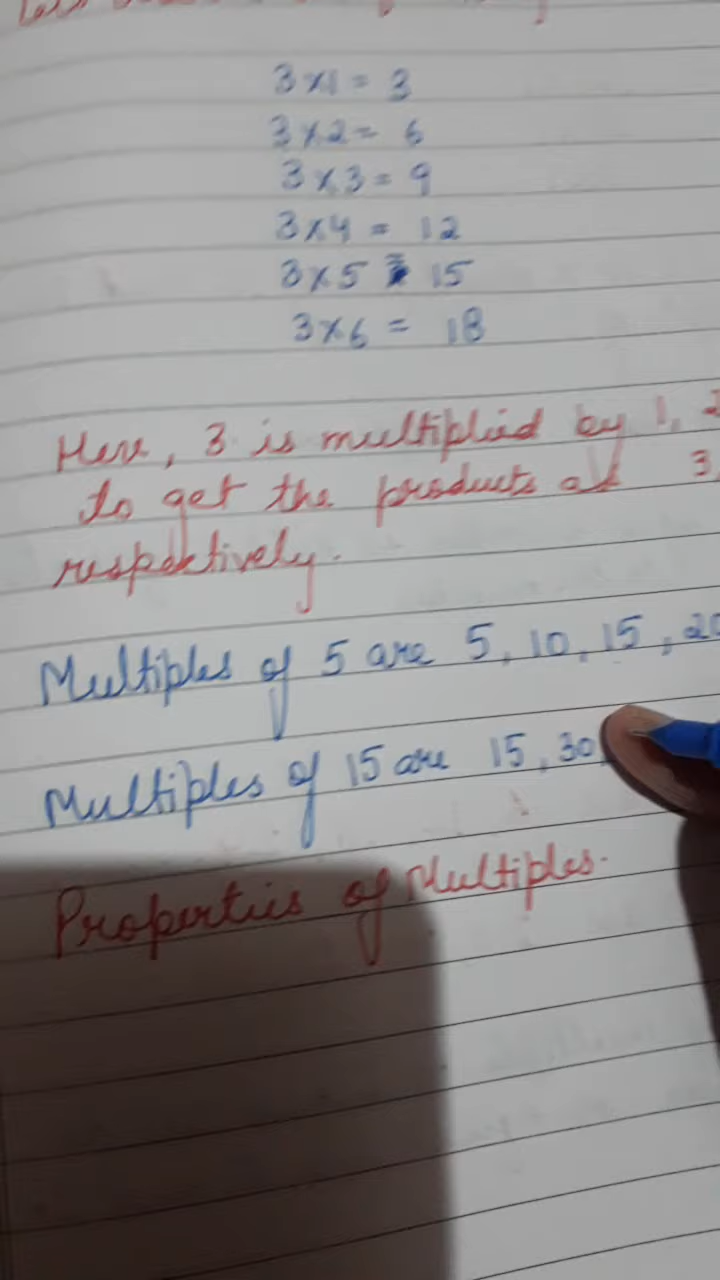 3×1 = 3
3×2 = 6
3×3 = 9
3×4 = 12
3×5 = 15
3×6 = 18
Here, 3 is multiplied by 1, 2
to get the products as 3,
respectively.
Multiples of 5 are 5, 10, 15, 20
Multiples of 15 are 15, 30,
Properties of Multiples.